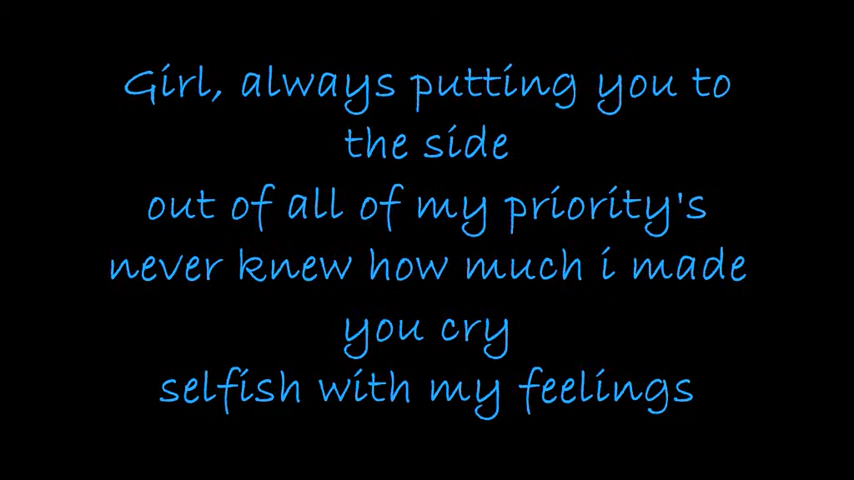 Girl, always putting you to
the side
out of all of my priority's
never knew how much i made
you cry
selfish with my feelings